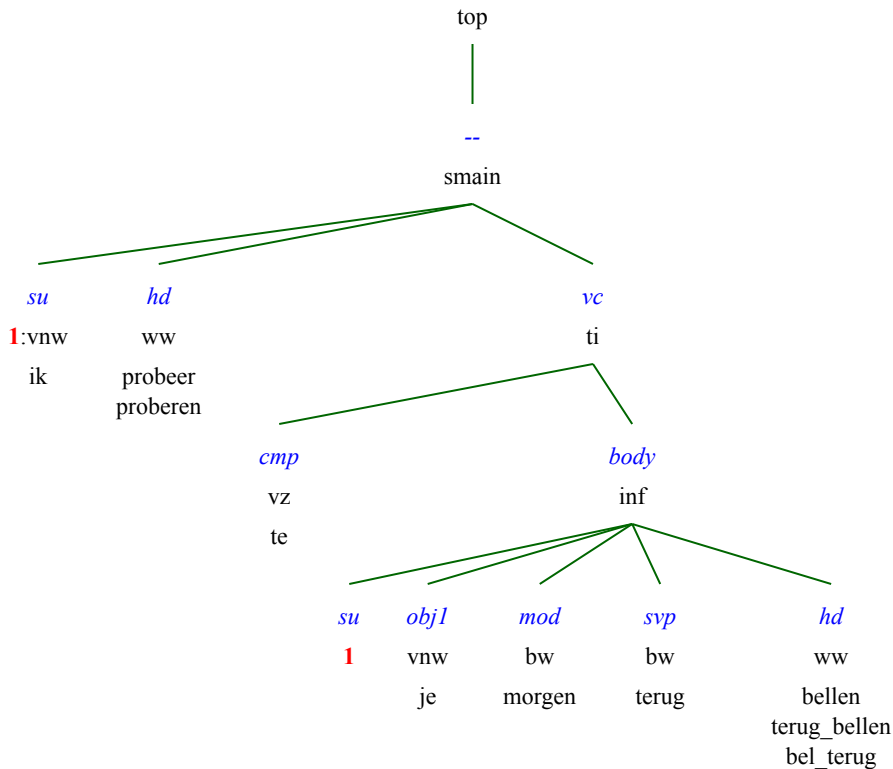 top
--
smain
su hd vc
1:vnw ww ti
ik probeer
proberen
cmp body
vz inf
te
su obj1 mod svp hd
1 vnw bw bw ww
je morgen terug bellen
terug_bellen
bel_terug